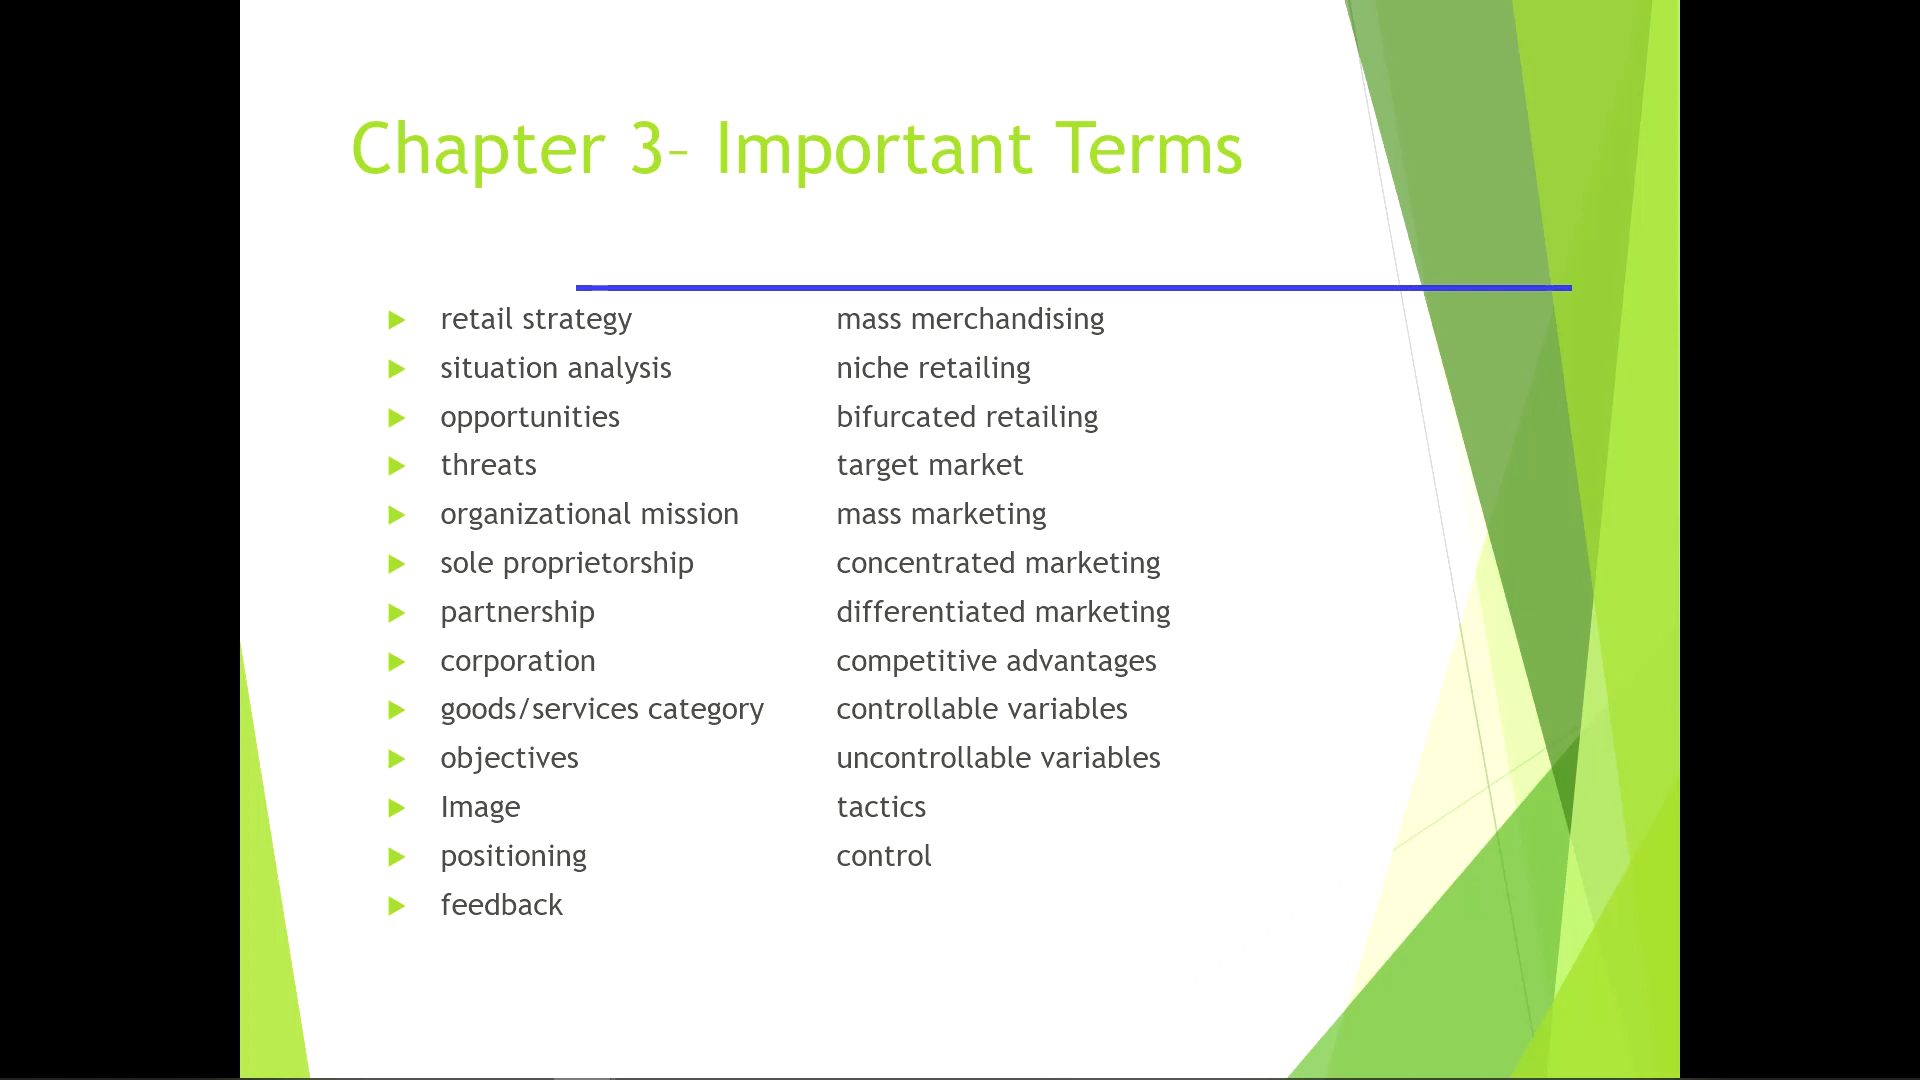 Chapter 3– Important Terms
retail strategy mass merchandising
situation analysis niche retailing
opportunities bifurcated retailing
threats target market
organizational mission mass marketing
sole proprietorship concentrated marketing
partnership differentiated marketing
corporation competitive advantages
goods/services category controllable variables
objectives uncontrollable variables
Image tactics
positioning control
feedback